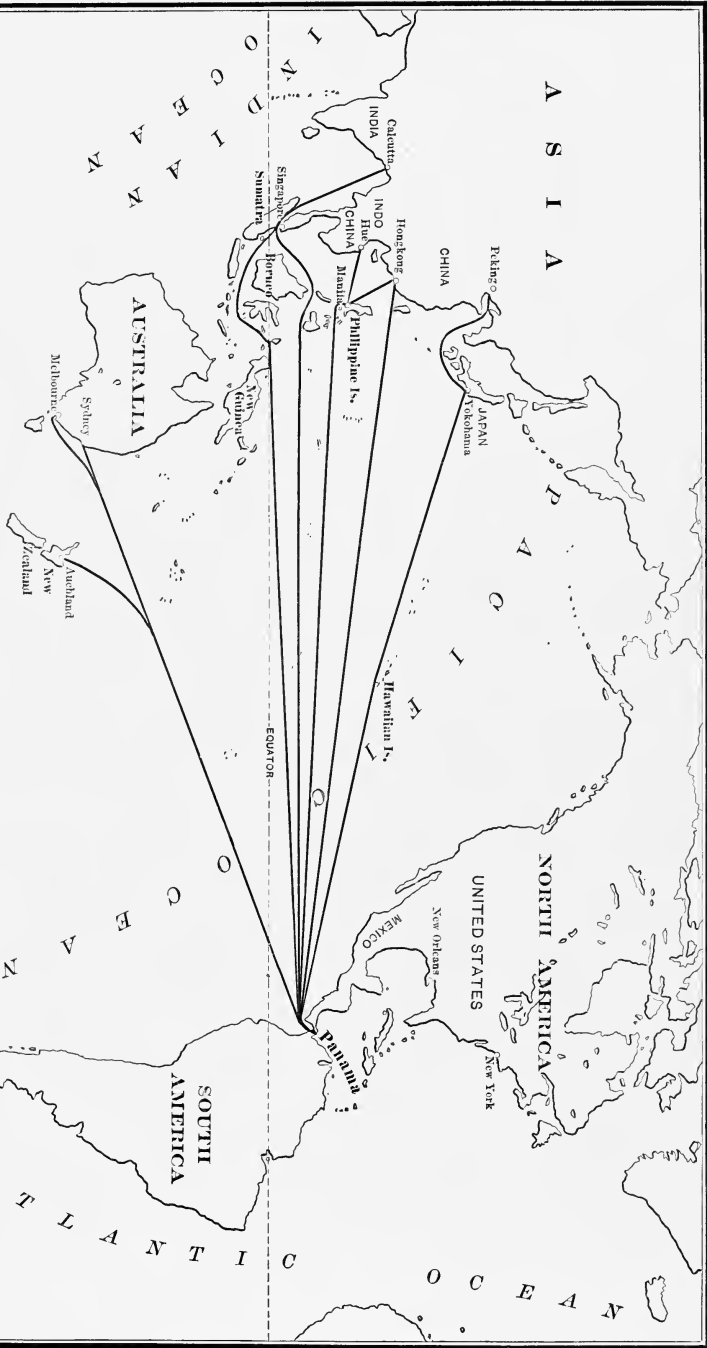 ASIA
INDIAN OCEAN
INDIA
Calcutta
INDO CHINA
Hue
Hongkong
CHINA
Peking
JAPAN
Yokohama
Singapore
Sumatra
Borneo
Manila
Philippine Is.
New Guinea
AUSTRALIA
Melbourne
Sydney
Auckland
New Zealand
PACIFIC OCEAN
Hawaiian Is.
EQUATOR
NORTH AMERICA
UNITED STATES
MEXICO
New Orleans
New York
Panama
SOUTH AMERICA
ATLANTIC OCEAN